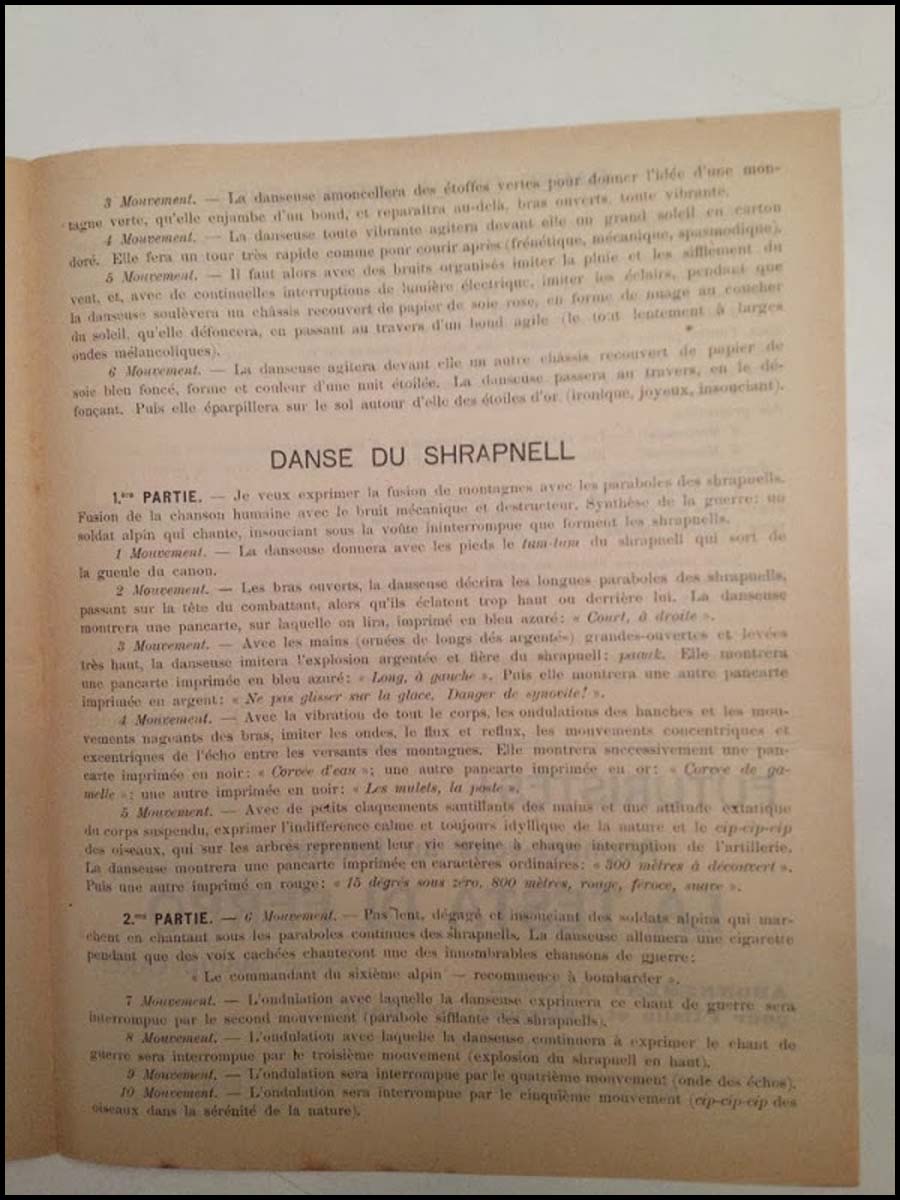 3 Mouvement. — La danseuse amoncellera des étoffes vertes pour donner l'idée d'une mon-
tagne verte, qu'elle enjambe d'un bond, et reparaîtra au-delà, bras ouverts, toute vibrante.
4 Mouvement. — La danseuse toute vibrante agitera devant elle un grand soleil en carton
doré. Elle fera un tour très rapide comme pour courir après (frénétique, mécanique, spasmodique).
5 Mouvement. — Il faut alors avec des bruits organisés imiter la pluie et les sifflement du
vent, et, avec de continuelles interruptions de lumière électrique, imiter les éclairs, pendant que
la danseuse soulèvera un châssis recouvert de papier de soie rose, en forme de nuage au coucher
du soleil, qu'elle défoncera, en passant au travers d'un bond agile (le tout lentement à larges
ondes mélancoliques).
6 Mouvement. — La danseuse agitera devant elle un autre châssis recouvert de papier de
soie bleu foncé, forme et couleur d'une nuit étoilée. La danseuse passera au travers, en le dé-
fonçant. Puis elle éparpillera sur le sol autour d'elle des étoiles d'or (ironique, joyeux, insouciant).
DANSE DU SHRAPNELL
1.ère PARTIE. — Je veux exprimer la fusion de montagnes avec les paraboles des shrapnells.
Fusion de la chanson humaine avec le bruit mécanique et destructeur. Synthèse de la guerre: un
soldat alpin qui chante, insouciant sous la voûte ininterrompue que forment les shrapnells.
1 Mouvement. — La danseuse donnera avec les pieds le tum-tum du shrapnell qui sort de
la gueule du canon.
2 Mouvement. — Les bras ouverts, la danseuse décrira les longues paraboles des shrapnells,
passant sur la tête du combattant, alors qu'ils éclatent trop haut ou derrière lui. La danseuse
montrera une pancarte, sur laquelle on lira, imprimé en bleu azuré: « Court, à droite ».
3 Mouvement. — Avec les mains (ornées de longs dés argentés) grandes-ouvertes et levées
très haut, la danseuse imitera l'explosion argentée et fière du shrapnell: paaak. Elle montrera
une pancarte imprimée en bleu azuré: « Long, à gauche ». Puis elle montrera une autre pancarte
imprimée en argent: « Ne pas glisser sur la glace. Danger de synovite! ».
4 Mouvement. — Avec la vibration de tout le corps, les ondulations des hanches et les mou-
vements nageants des bras, imiter les ondes, le flux et reflux, les mouvements concentriques et
excentriques de l'écho entre les versants des montagnes. Elle montrera successivement une pan-
carte imprimée en noir: « Corvée d'eau »; une autre pancarte imprimée en or: « Corvée de ga-
melle »; une autre imprimée en noir: « Les mulets, la poste ».
5 Mouvement. — Avec de petits claquements sautillants des mains et une attitude extatique
du corps suspendu, exprimer l'indifférence calme et toujours idyllique de la nature et le cip-cip-cip
des oiseaux, qui sur les arbres reprennent leur vie sereine à chaque interruption de l'artillerie.
La danseuse montrera une pancarte imprimée en caractères ordinaires: « 300 mètres à découvert ».
Puis une autre imprimé en rouge: « 15 degrés sous zéro, 800 mètres, rouge, féroce, suave ».
2.me PARTIE. — 6 Mouvement. — Pas lent, dégagé et insouciant des soldats alpins qui mar-
chent en chantant sous les paraboles continues des shrapnells. La danseuse allumera une cigarette
pendant que des voix cachées chanteront une des innombrables chansons de guerre:
« Le commandant du sixième alpin — recommence à bombarder ».
7 Mouvement. — L'ondulation avec laquelle la danseuse exprimera ce chant de guerre sera
interrompue par le second mouvement (parabole sifflante des shrapnells).
8 Mouvement. — L'ondulation avec laquelle la danseuse continuera à exprimer le chant de
guerre sera interrompue par le troisième mouvement (explosion du shrapnell en haut).
9 Mouvement. — L'ondulation sera interrompue par le quatrième mouvement (onde des échos).
10 Mouvement. — L'ondulation sera interrompue par le cinquième mouvement (cip-cip-cip des
oiseaux dans la sérénité de la nature).